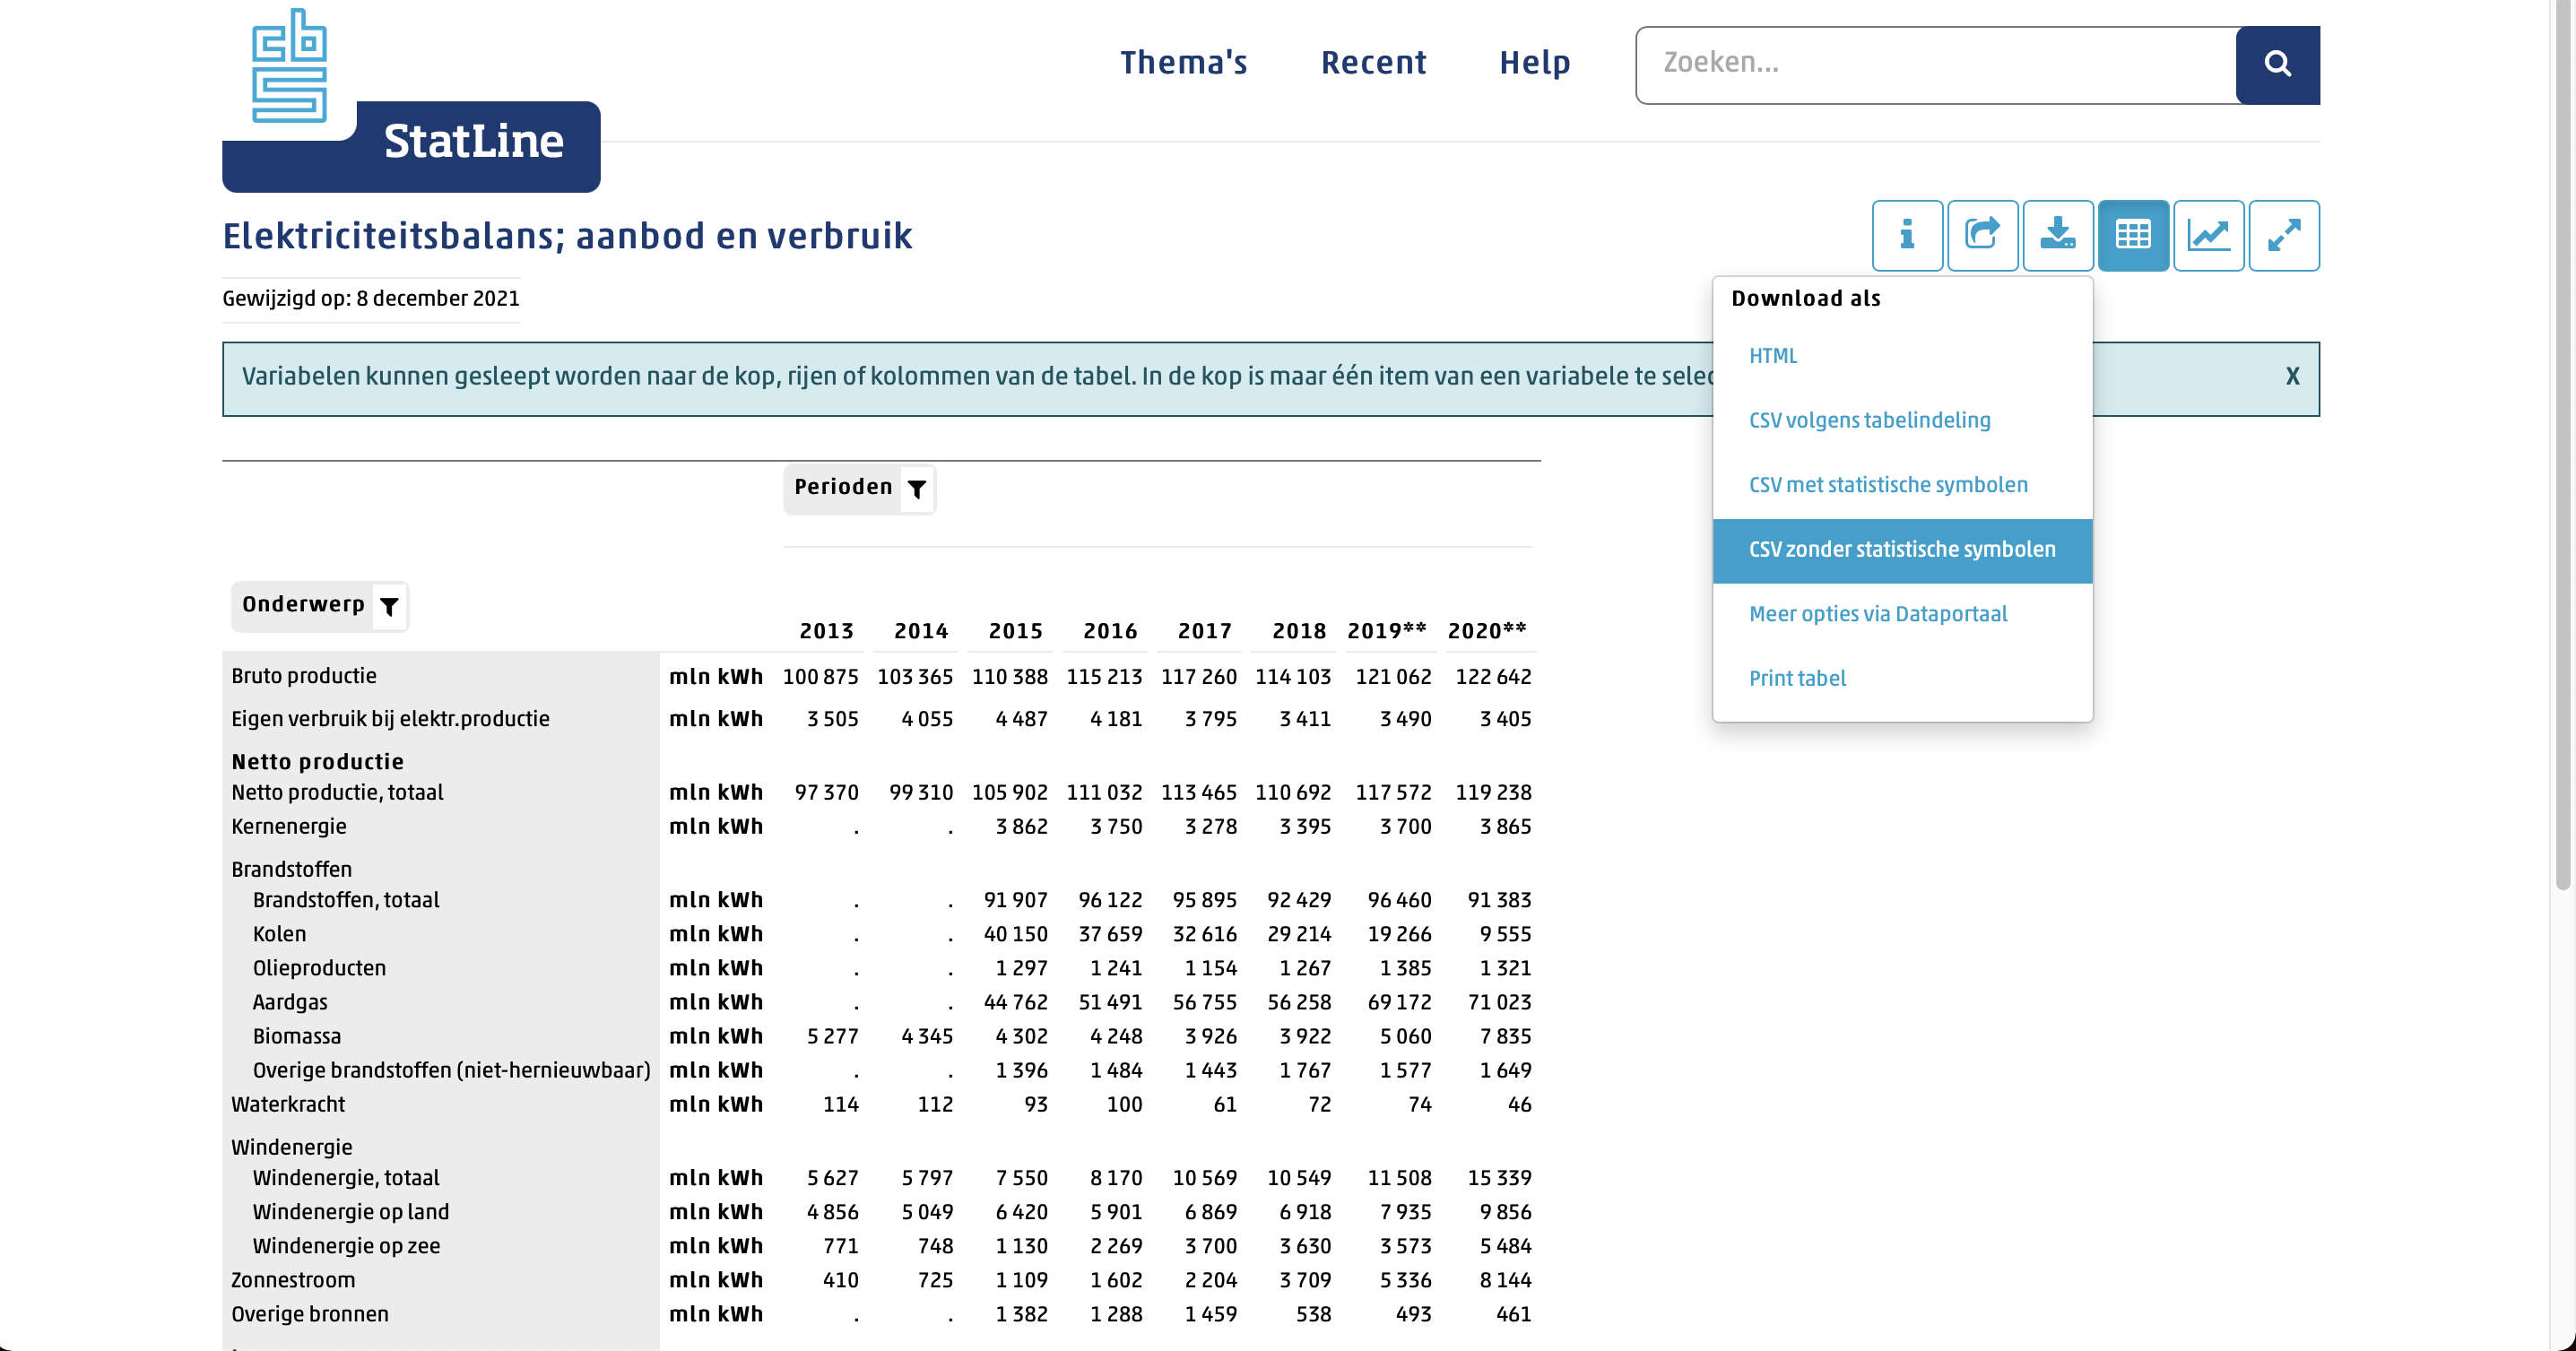 cbs
Thema's Recent Help Zoeken...
StatLine
Elektriciteitsbalans; aanbod en verbruik
Gewijzigd op: 8 december 2021
Download als
HTML
CSV volgens tabelindeling
CSV met statistische symbolen
CSV zonder statistische symbolen
Meer opties via Dataportaal
Print tabel
Variabelen kunnen gesleept worden naar de kop, rijen of kolommen van de tabel. In de kop is maar één item van een variabele te selec X
Perioden
Onderwerp
2013 2014 2015 2016 2017 2018 2019** 2020**
Bruto productie mln kWh 100 875 103 365 110 388 115 213 117 260 114 103 121 062 122 642
Eigen verbruik bij elektr.productie mln kWh 3 505 4 055 4 487 4 181 3 795 3 411 3 490 3 405
Netto productie
Netto productie, totaal mln kWh 97 370 99 310 105 902 111 032 113 465 110 692 117 572 119 238
Kernenergie mln kWh . . 3 862 3 750 3 278 3 395 3 700 3 865
Brandstoffen
Brandstoffen, totaal mln kWh . . 91 907 96 122 95 895 92 429 96 460 91 383
Kolen mln kWh . . 40 150 37 659 32 616 29 214 19 266 9 555
Olieproducten mln kWh . . 1 297 1 241 1 154 1 267 1 385 1 321
Aardgas mln kWh . . 44 762 51 491 56 755 56 258 69 172 71 023
Biomassa mln kWh 5 277 4 345 4 302 4 248 3 926 3 922 5 060 7 835
Overige brandstoffen (niet-hernieuwbaar) mln kWh . . 1 396 1 484 1 443 1 767 1 577 1 649
Waterkracht mln kWh 114 112 93 100 61 72 74 46
Windenergie
Windenergie, totaal mln kWh 5 627 5 797 7 550 8 170 10 569 10 549 11 508 15 339
Windenergie op land mln kWh 4 856 5 049 6 420 5 901 6 869 6 918 7 935 9 856
Windenergie op zee mln kWh 771 748 1 130 2 269 3 700 3 630 3 573 5 484
Zonnestroom mln kWh 410 725 1 109 1 602 2 204 3 709 5 336 8 144
Overige bronnen mln kWh . . 1 382 1 288 1 459 538 493 461